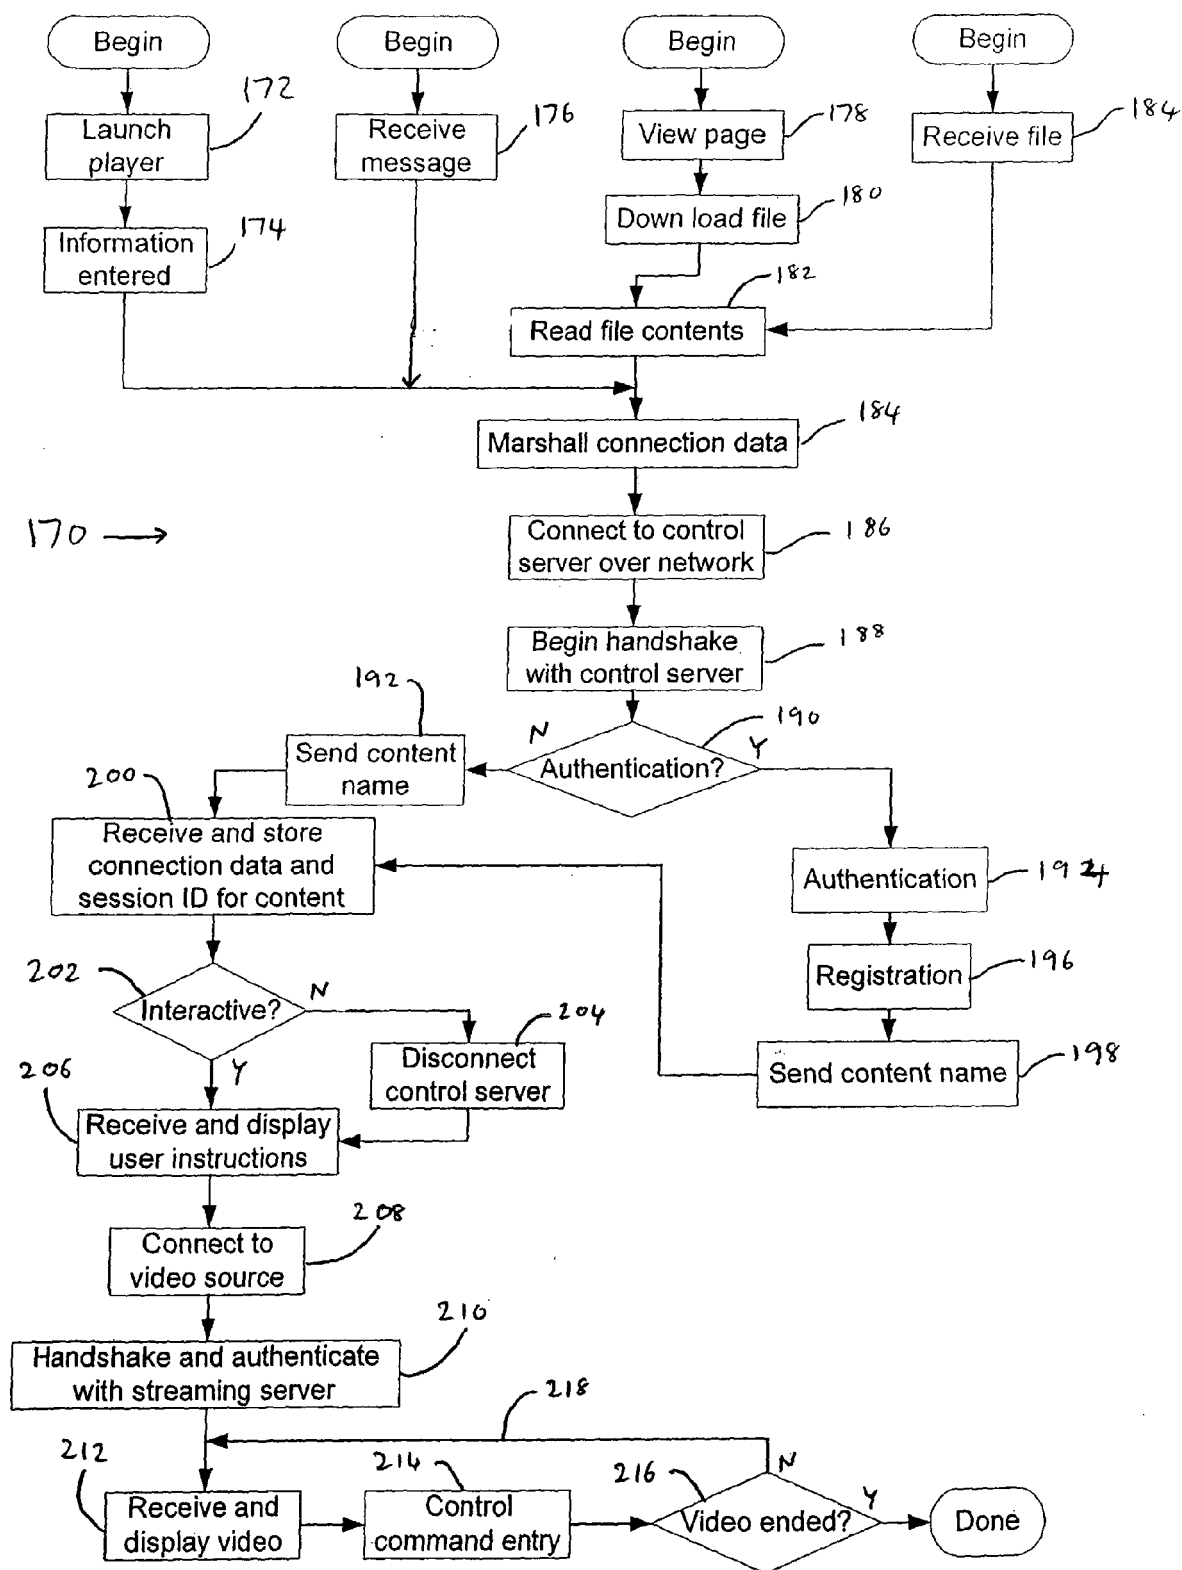 Begin
Begin
Begin
Begin
172
176
178
184
Launch
player
Receive
message
View page
Receive file
174
180
Information
entered
Down load file
182
Read file contents
184
Marshall connection data
170
186
Connect to control
server over network
188
Begin handshake
with control server
192
190
N
Y
Send content
name
Authentication?
200
Receive and store
connection data and
session ID for content
194
Authentication
202
196
Registration
Interactive?
N
Y
204
Disconnect
control server
198
Send content name
206
Receive and display
user instructions
208
Connect to
video source
210
Handshake and authenticate
with streaming server
218
212
214
216
N
Y
Receive and
display video
Control
command entry
Video ended?
Done